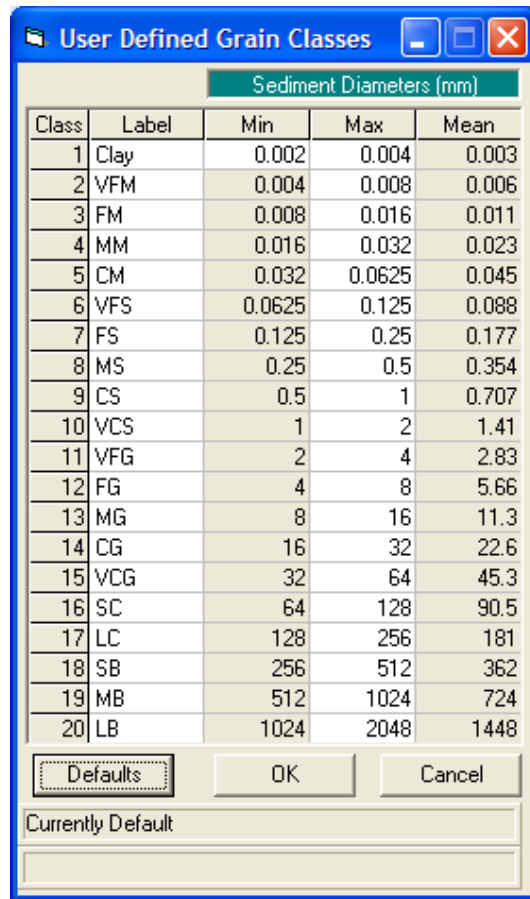 User Defined Grain Classes
Sediment Diameters (mm)
Class Label Min Max Mean
1 Clay 0.002 0.004 0.003
2 VFM 0.004 0.008 0.006
3 FM 0.008 0.016 0.011
4 MM 0.016 0.032 0.023
5 CM 0.032 0.0625 0.045
6 VFS 0.0625 0.125 0.088
7 FS 0.125 0.25 0.177
8 MS 0.25 0.5 0.354
9 CS 0.5 1 0.707
10 VCS 1 2 1.41
11 VFG 2 4 2.83
12 FG 4 8 5.66
13 MG 8 16 11.3
14 CG 16 32 22.6
15 VCG 32 64 45.3
16 SC 64 128 90.5
17 LC 128 256 181
18 SB 256 512 362
19 MB 512 1024 724
20 LB 1024 2048 1448
Defaults OK Cancel
Currently Default